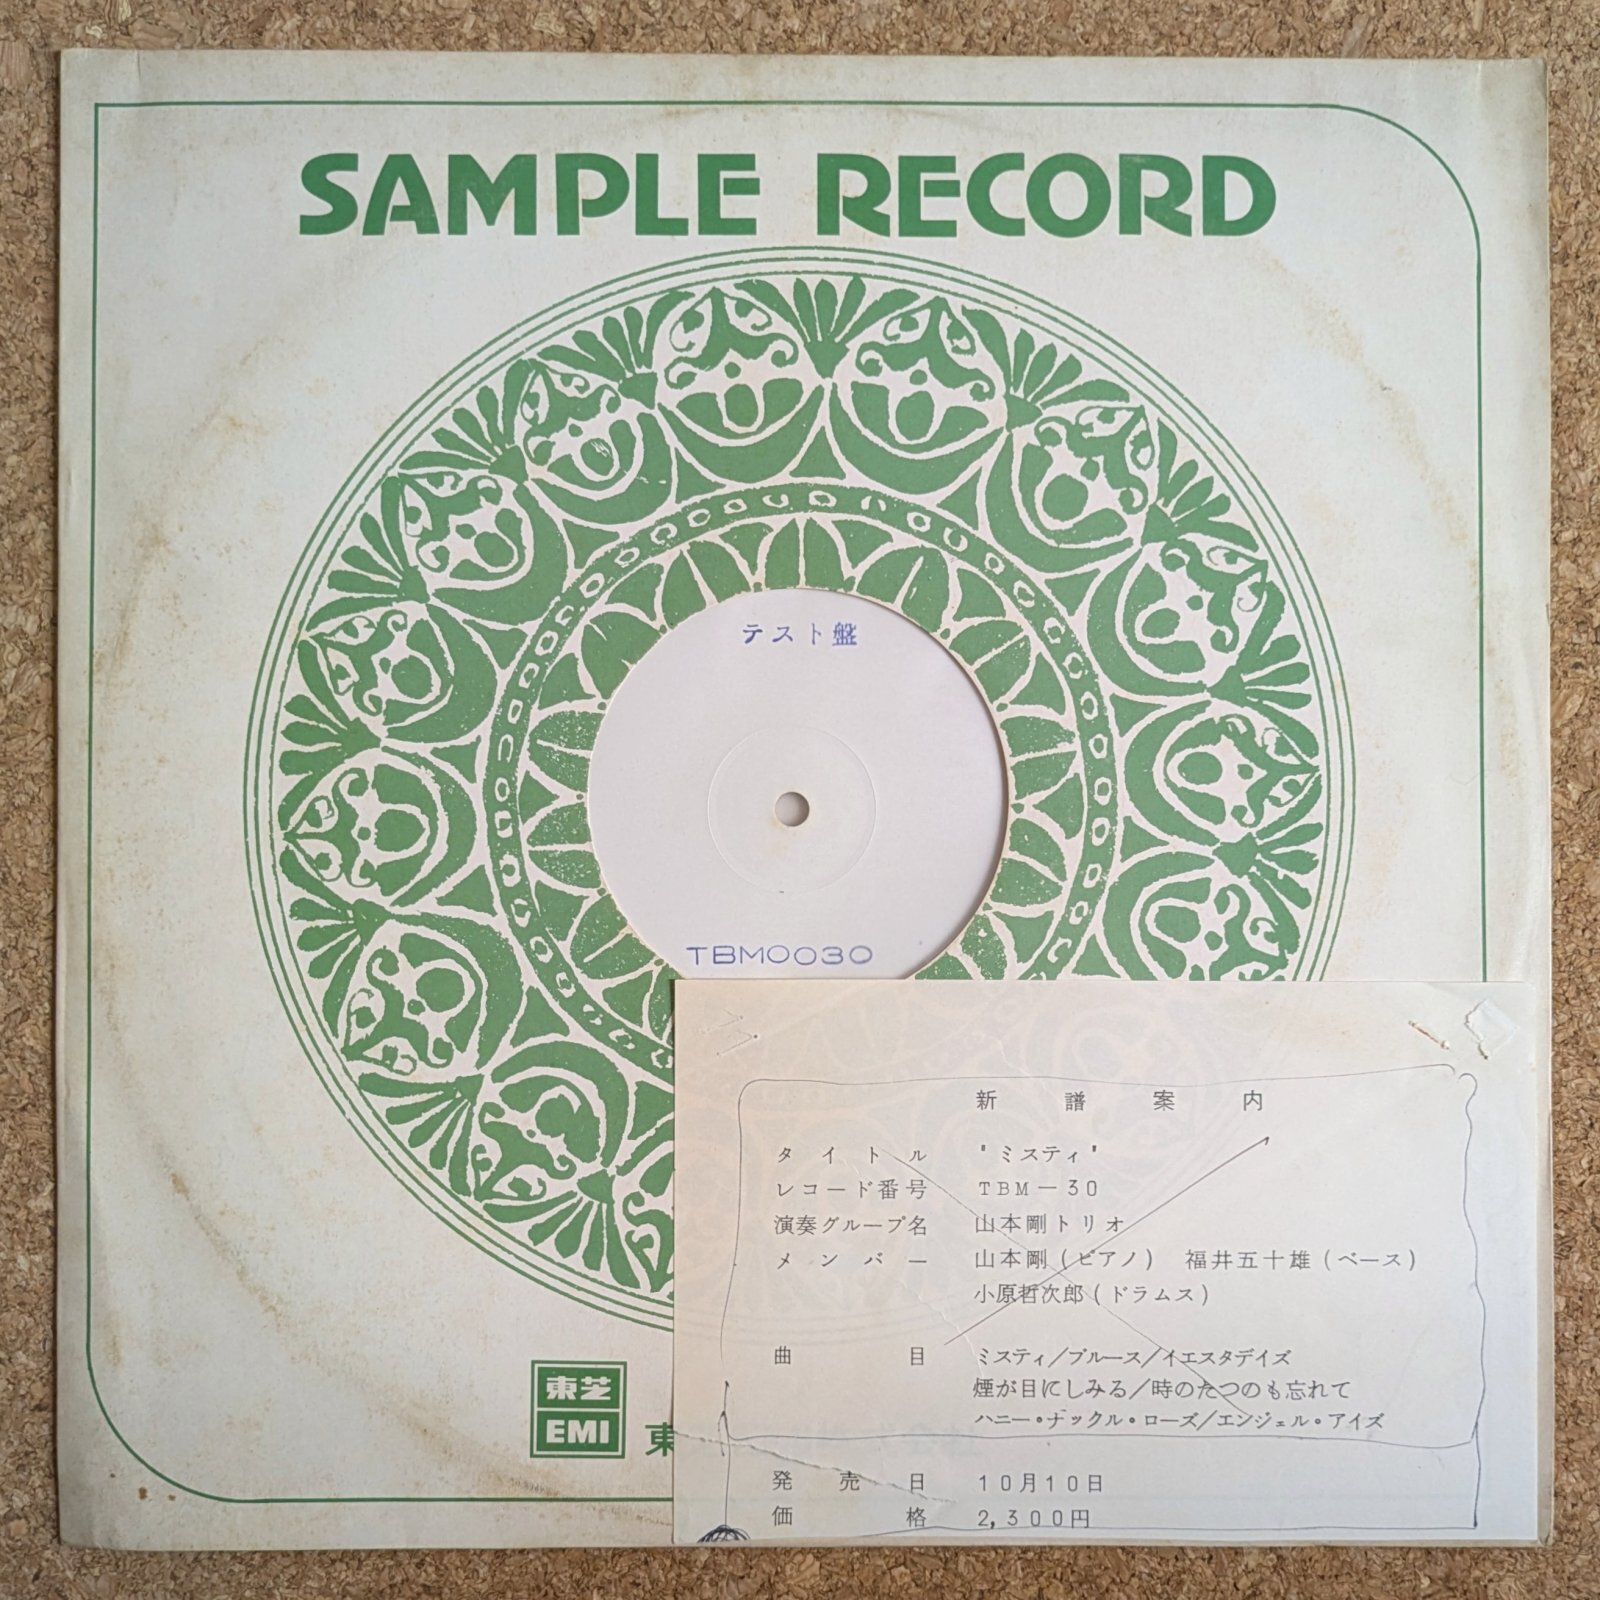 SAMPLE RECORD
テスト盤
TBM0030
新譜案内
タイトル "ミスティ"
レコード番号 TBM-30
演奏グループ名 山本剛トリオ
メンバー 山本剛(ピアノ) 福井五十雄(ベース)
小原哲次郎(ドラムス)
曲目 ミスティ/ブルース/イエスタデイズ
煙が目にしみる/時のたつのも忘れて
ハニー・ナックル・ローズ/エンジェル・アイズ
発売日 10月10日
価格 2,300円
東芝
EMI
東